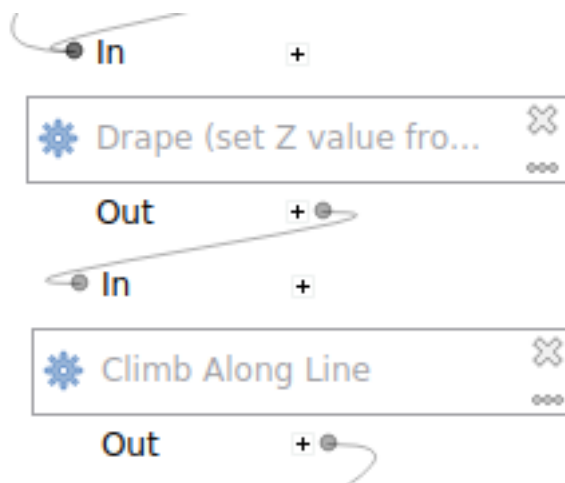 In
Drape (set Z value fro...
Out
In
Climb Along Line
Out